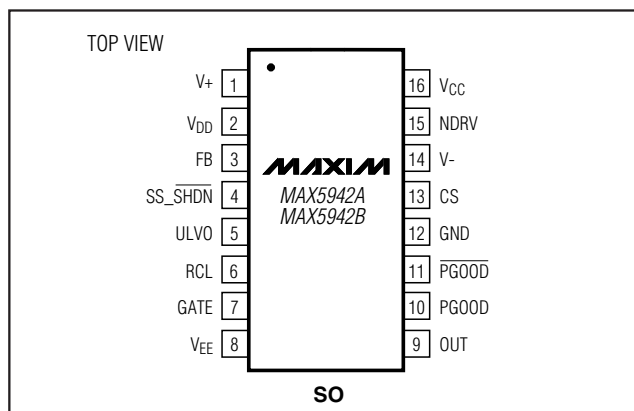 TOP VIEW
V+ 1
VDD 2
FB 3
SS_SHDN 4
ULVO 5
RCL 6
GATE 7
VEE 8
MAXIM
MAX5942A
MAX5942B
16 VCC
15 NDRV
14 V-
13 CS
12 GND
11 PGOOD
10 PGOOD
9 OUT
SO